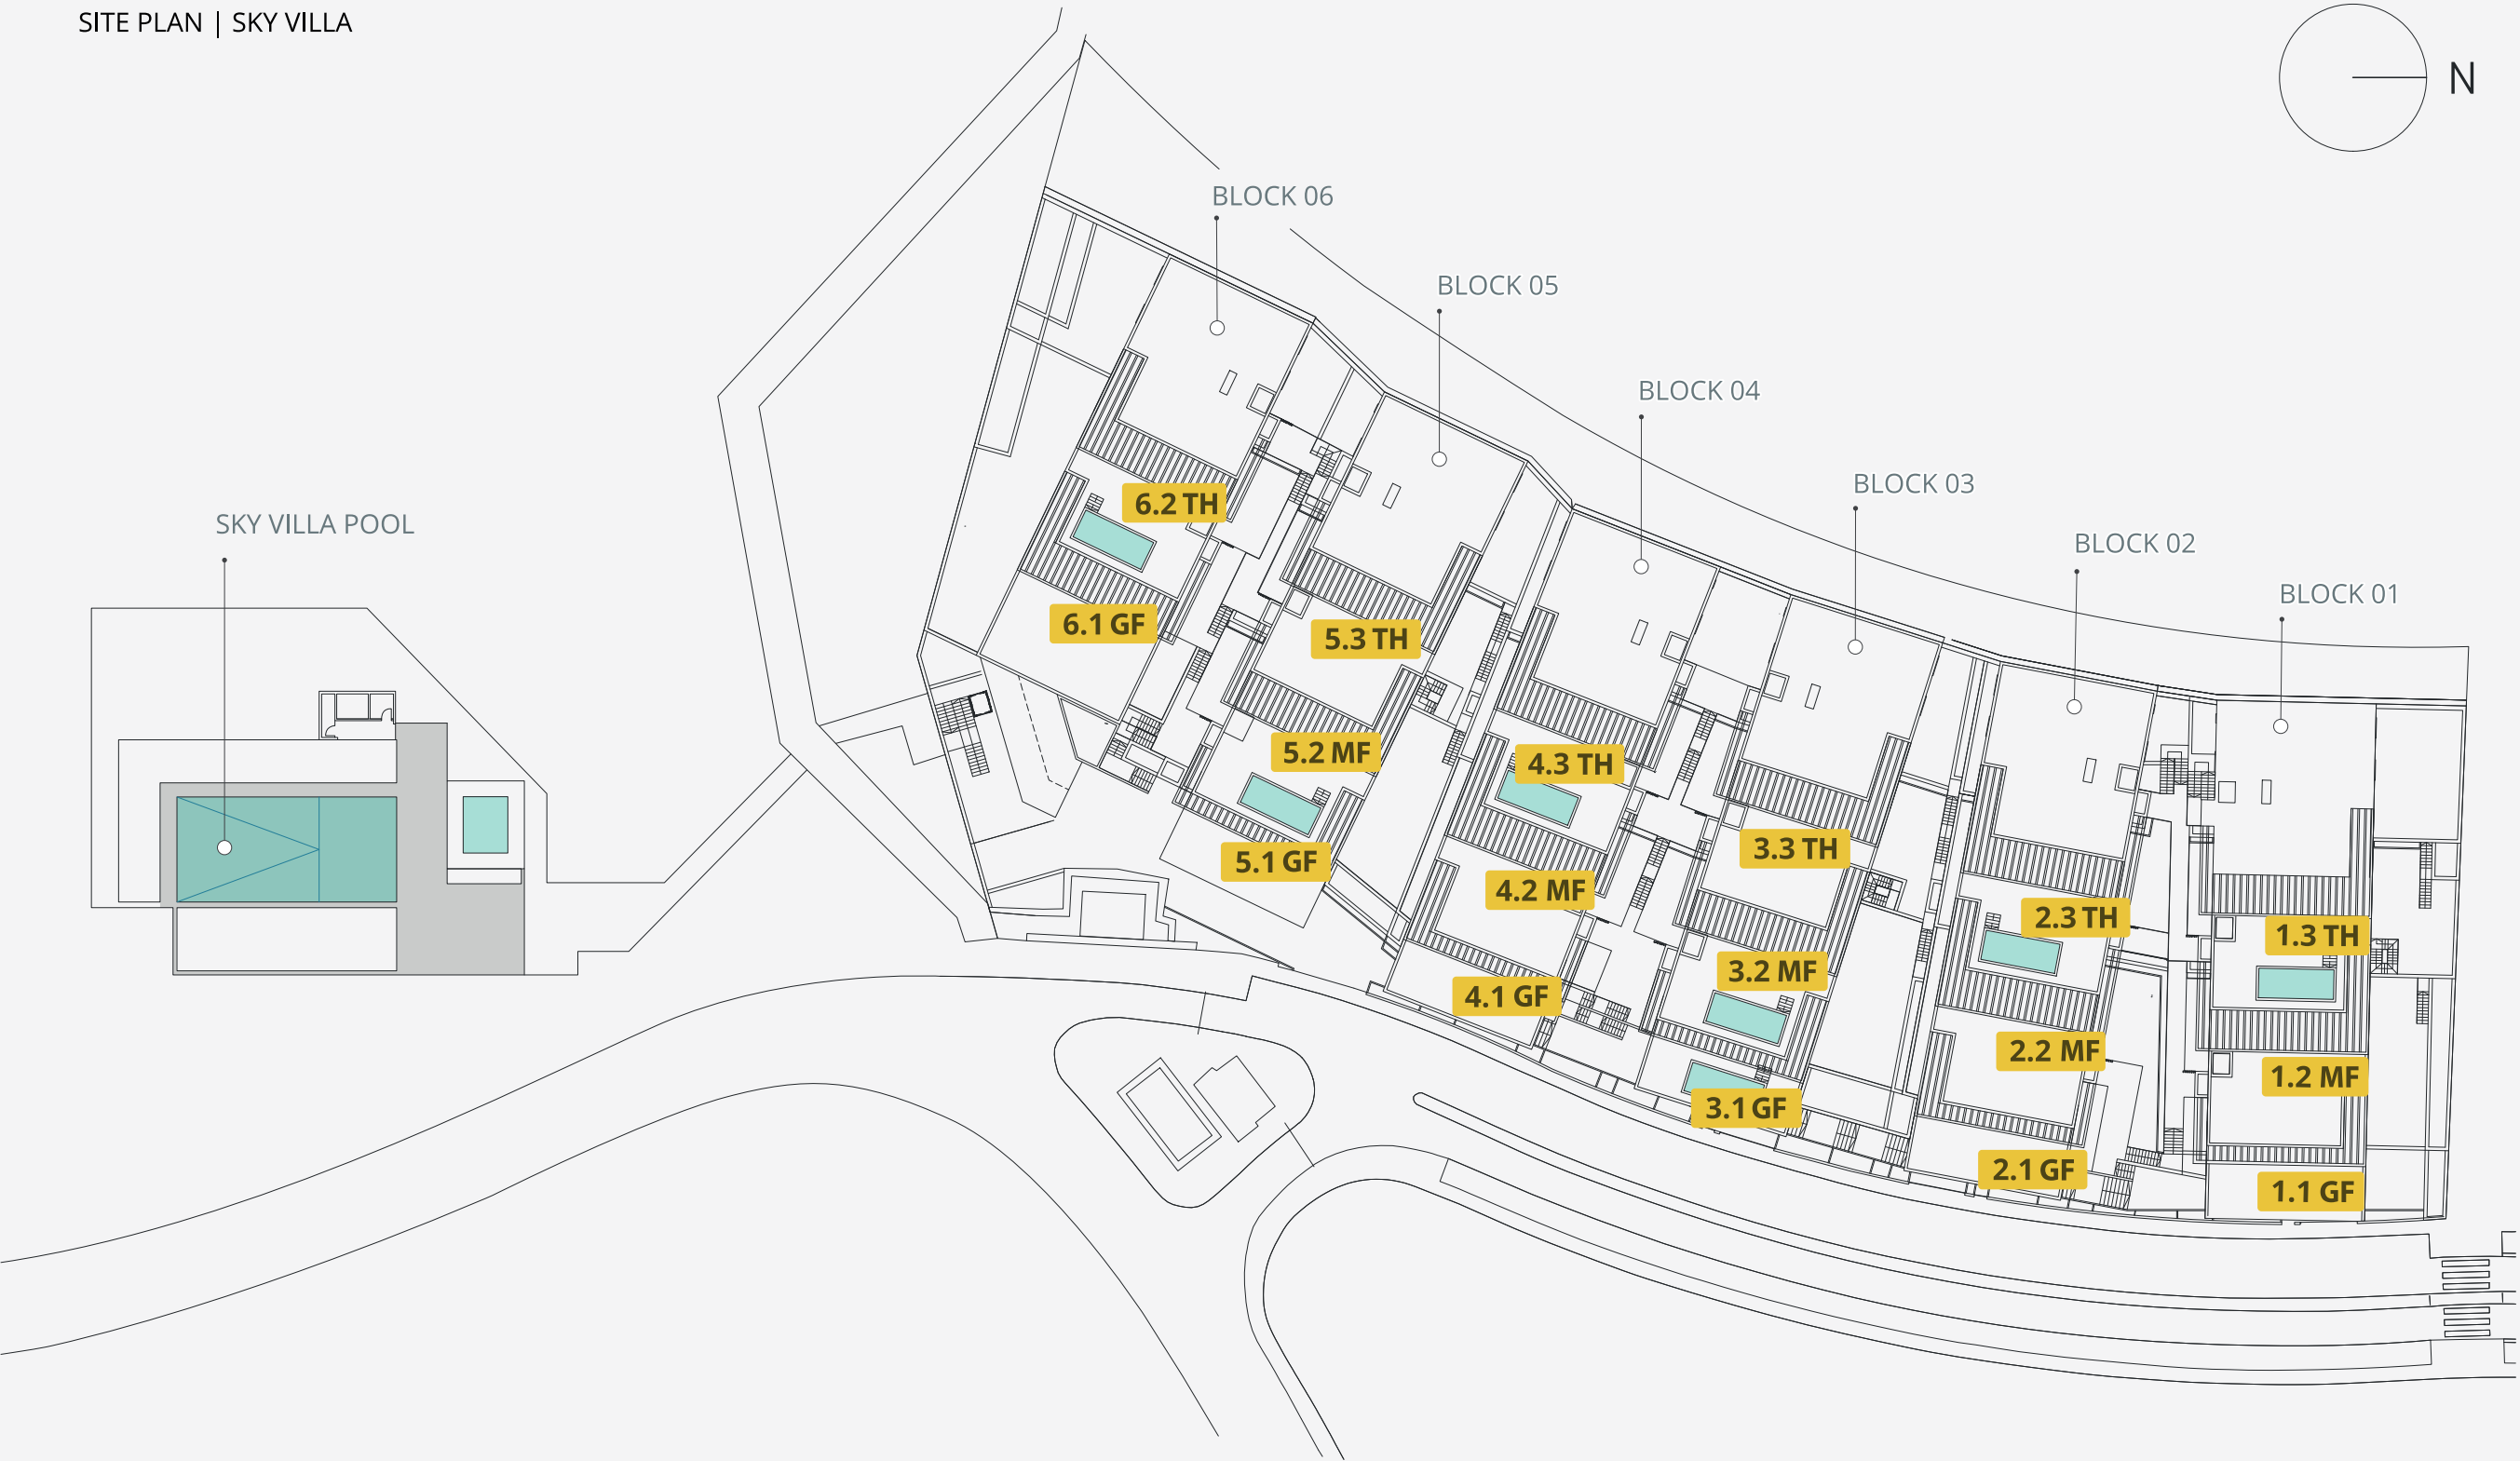 SITE PLAN | SKY VILLA
N
BLOCK 06
BLOCK 05
BLOCK 04
BLOCK 03
BLOCK 02
BLOCK 01
SKY VILLA POOL
6.2 TH
6.1 GF
5.3 TH
5.2 MF
5.1 GF
4.3 TH
4.2 MF
4.1 GF
3.3 TH
3.2 MF
3.1 GF
2.3 TH
2.2 MF
2.1 GF
1.3 TH
1.2 MF
1.1 GF